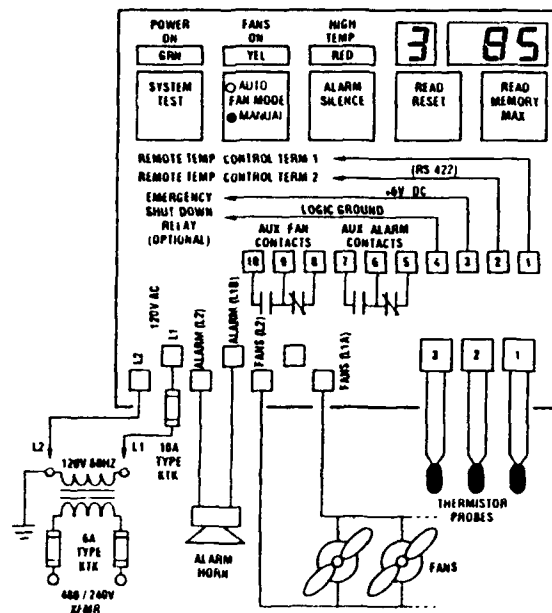 POWER ON
FANS ON
HIGH TEMP
GRN
YEL
RED
3
85
SYSTEM TEST
AUTO
FAN MODE
MANUAL
ALARM SILENCE
READ RESET
READ MEMORY MAX
REMOTE TEMP CONTROL TERM 1
REMOTE TEMP CONTROL TERM 2
(RS 422)
+6V DC
EMERGENCY SHUT DOWN RELAY (OPTIONAL)
LOGIC GROUND
AUX FAN CONTACTS
AUX ALARM CONTACTS
10 9 8 7 6 5 4 3 2 1
120V AC
L2
L1
ALARM (L2)
ALARM (L1B)
FANS (L2)
FANS (L1A)
3 2 1
L2
L1
120V 60HZ
10A TYPE KTK
6A TYPE KTK
480 / 240V XFMR
ALARM HORN
FANS
THERMISTOR PROBES